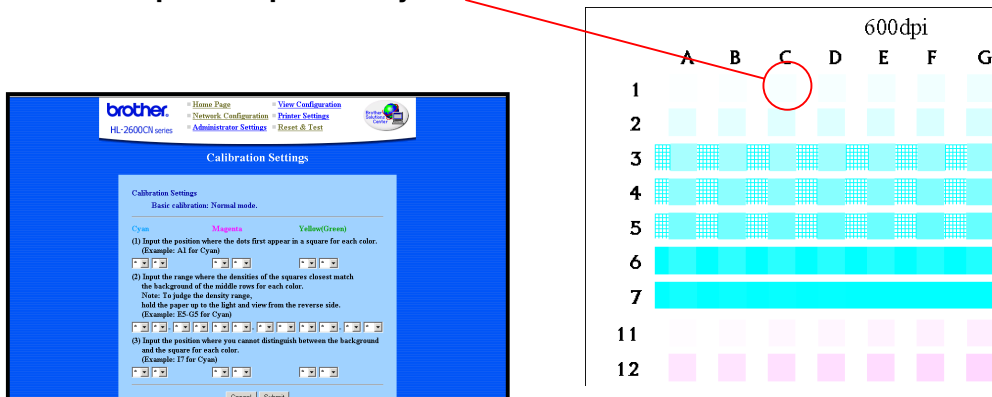 600dpi
A B C D E F G
1
2
3
4
5
6
7
11
12
brother.
HL-2600CN series
Home Page View Configuration
Network Configuration Printer Settings
Administrator Settings Reset & Test
Brother Solutions Center
Calibration Settings
Calibration Settings
Basic calibration: Normal mode.
Cyan Magenta Yellow(Green)
(1) Input the position where the dots first appear in a square for each color.
(Example: A1 for Cyan)
(2) Input the range where the densities of the squares closest match
the background of the middle rows for each color.
Note: To judge the density range,
hold the paper up to the light and view from the reverse side.
(Example: E5-G5 for Cyan)
(3) Input the position where you cannot distinguish between the background
and the square for each color.
(Example: I7 for Cyan)
Cancel Submit